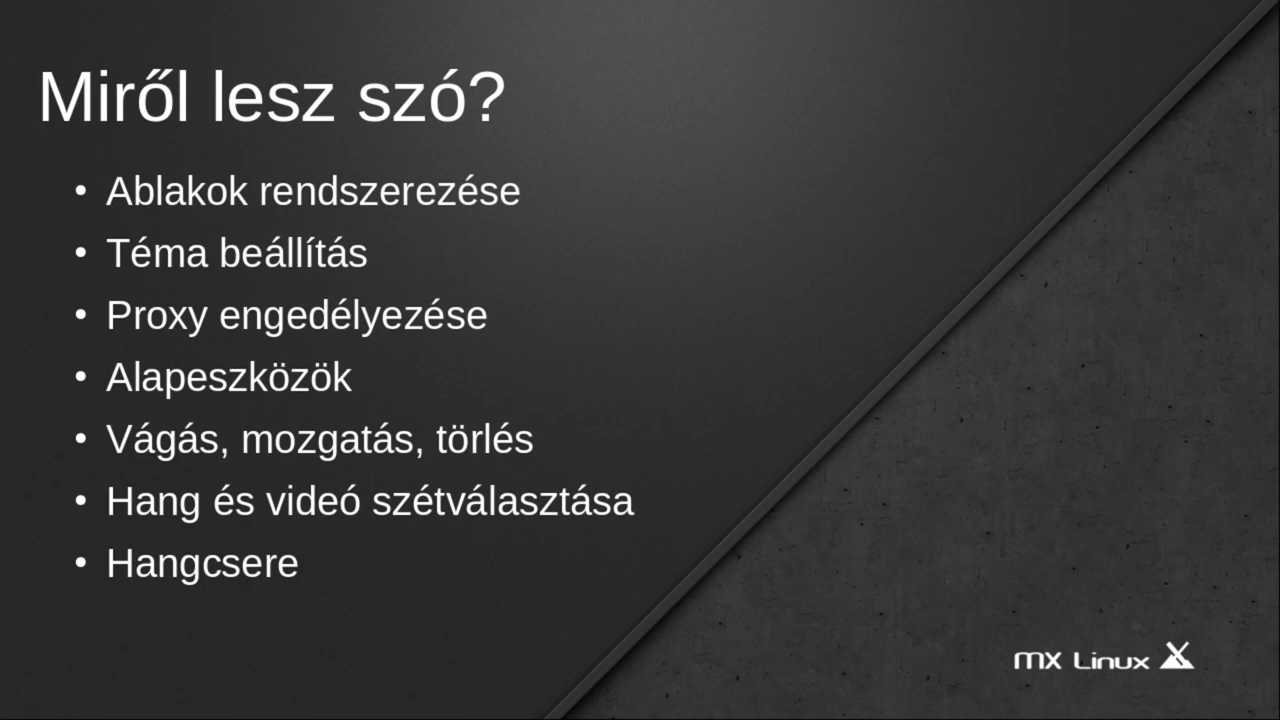 Miről lesz szó?
• Ablakok rendszerezése
• Téma beállítás
• Proxy engedélyezése
• Alapeszközök
• Vágás, mozgatás, törlés
• Hang és videó szétválasztása
• Hangcsere
MX Linux